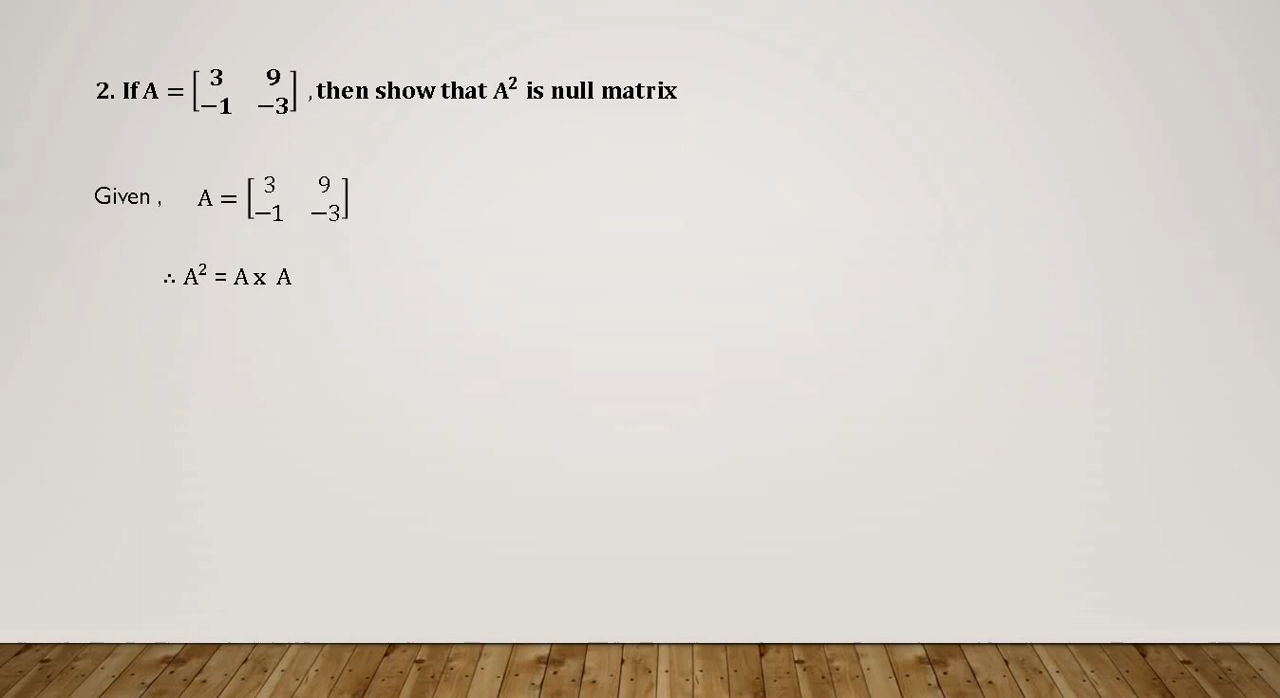 2. If A = [3 9 −1 −3] , then show that A² is null matrix
Given , A = [3 9 −1 −3]
∴ A² = A x A